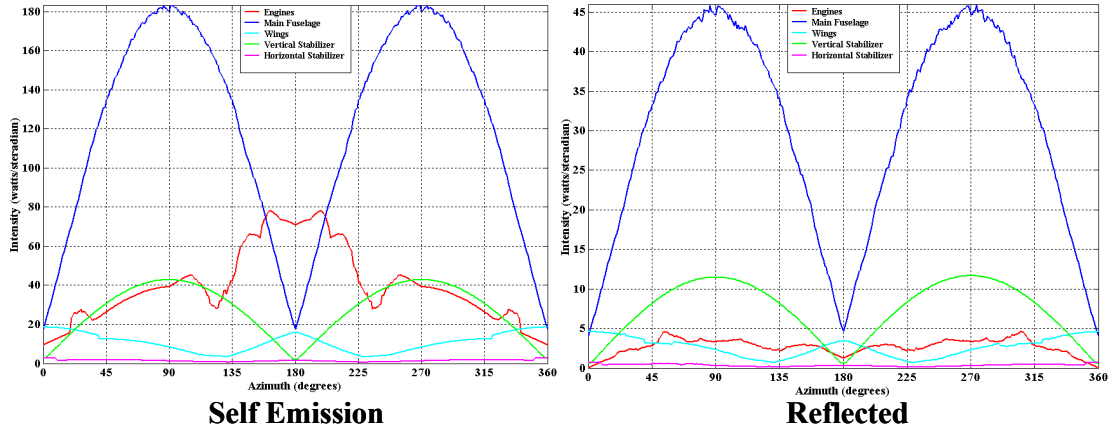 Engines
Main Fuselage
Wings
Vertical Stabilizer
Horizontal Stabilizer
Intensity (watts/steradian)
180
160
140
120
100
80
60
40
20
0
0 45 90 135 180 225 270 315 360
Azimuth (degrees)
Self Emission
Engines
Main Fuselage
Wings
Vertical Stabilizer
Horizontal Stabilizer
Intensity (watts/steradian)
45
40
35
30
25
20
15
10
5
0
0 45 90 135 180 225 270 315 360
Azimuth (degrees)
Reflected